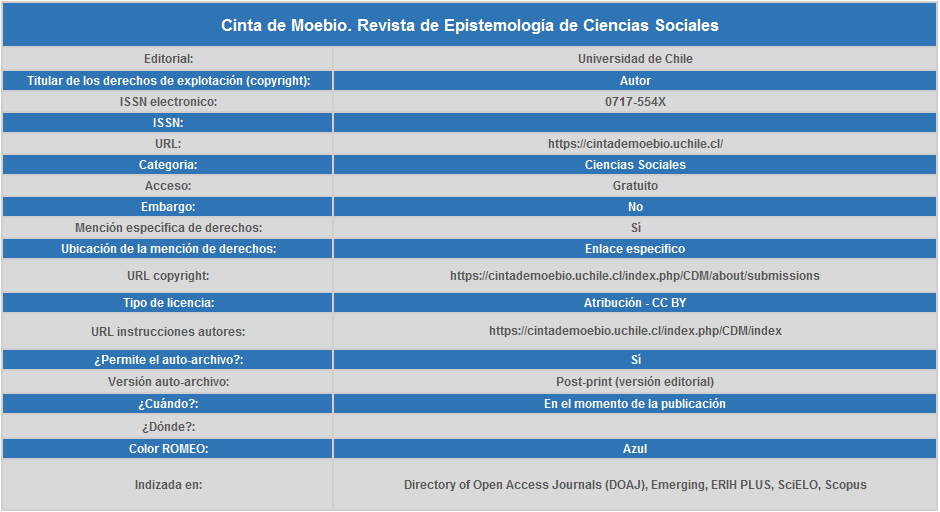 Cinta de Moebio. Revista de Epistemología de Ciencias Sociales
Editorial: Universidad de Chile
Titular de los derechos de explotación (copyright): Autor
ISSN electronico: 0717-554X
ISSN:
URL: https://cintademoebio.uchile.cl/
Categoria: Ciencias Sociales
Acceso: Gratuito
Embargo: No
Mención especifica de derechos: Sí
Ubicación de la mención de derechos: Enlace especifico
URL copyright: https://cintademoebio.uchile.cl/index.php/CDM/about/submissions
Tipo de licencia: Atribución - CC BY
URL instrucciones autores: https://cintademoebio.uchile.cl/index.php/CDM/index
¿Permite el auto-archivo?: Sí
Versión auto-archivo: Post-print (versión editorial)
¿Cuándo?: En el momento de la publicación
¿Dónde?:
Color ROMEO: Azul
Indizada en: Directory of Open Access Journals (DOAJ), Emerging, ERIH PLUS, SciELO, Scopus